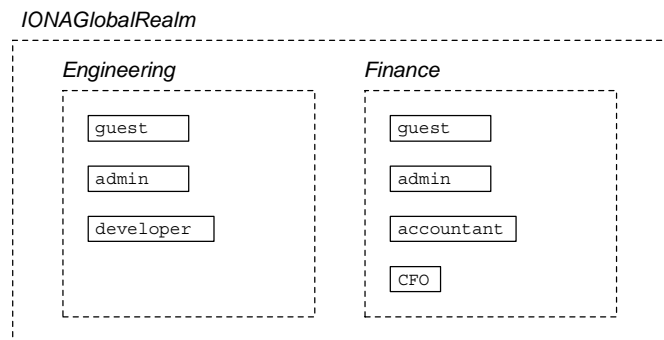 IONAGlobalRealm
Engineering
guest
admin
developer
Finance
guest
admin
accountant
CFO